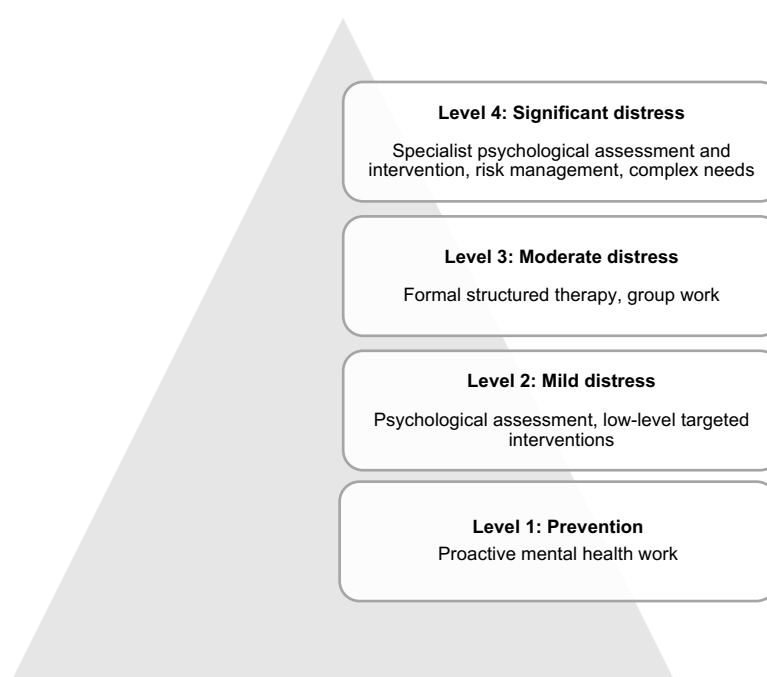 Level 4: Significant distress
Specialist psychological assessment and
intervention, risk management, complex needs
Level 3: Moderate distress
Formal structured therapy, group work
Level 2: Mild distress
Psychological assessment, low-level targeted
interventions
Level 1: Prevention
Proactive mental health work